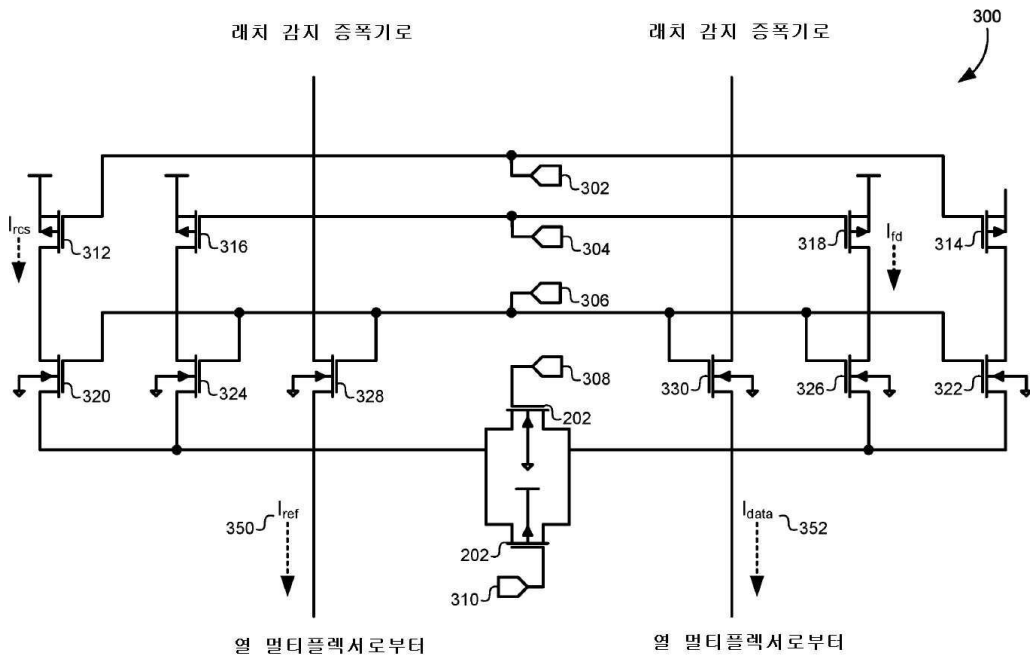 래치 감지 증폭기로
래치 감지 증폭기로
300
302
I_rcs
312
316
304
318
I_fd
314
306
308
320
324
328
202
330
326
322
350
I_ref
202
I_data
352
310
열 멀티플렉서로부터
열 멀티플렉서로부터